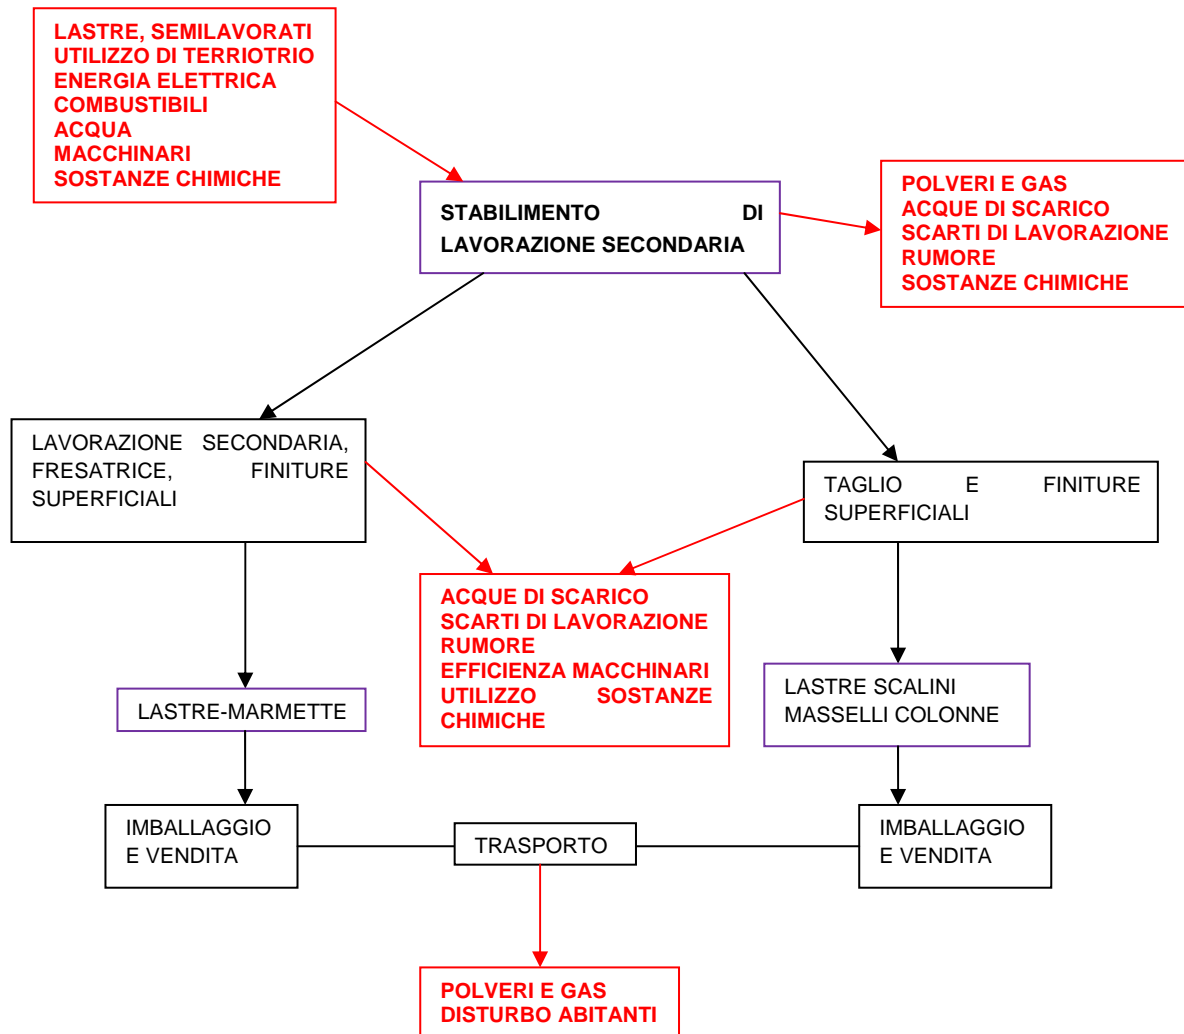 LASTRE, SEMILAVORATI
UTILIZZO DI TERRIOTRIO
ENERGIA ELETTRICA
COMBUSTIBILI
ACQUA
MACCHINARI
SOSTANZE CHIMICHE
STABILIMENTO DI
LAVORAZIONE SECONDARIA
POLVERI E GAS
ACQUE DI SCARICO
SCARTI DI LAVORAZIONE
RUMORE
SOSTANZE CHIMICHE
LAVORAZIONE SECONDARIA,
FRESATRICE, FINITURE
SUPERFICIALI
TAGLIO E FINITURE
SUPERFICIALI
ACQUE DI SCARICO
SCARTI DI LAVORAZIONE
RUMORE
EFFICIENZA MACCHINARI
UTILIZZO SOSTANZE
CHIMICHE
LASTRE-MARMETTE
LASTRE SCALINI
MASSELLI COLONNE
IMBALLAGGIO
E VENDITA
TRASPORTO
IMBALLAGGIO
E VENDITA
POLVERI E GAS
DISTURBO ABITANTI